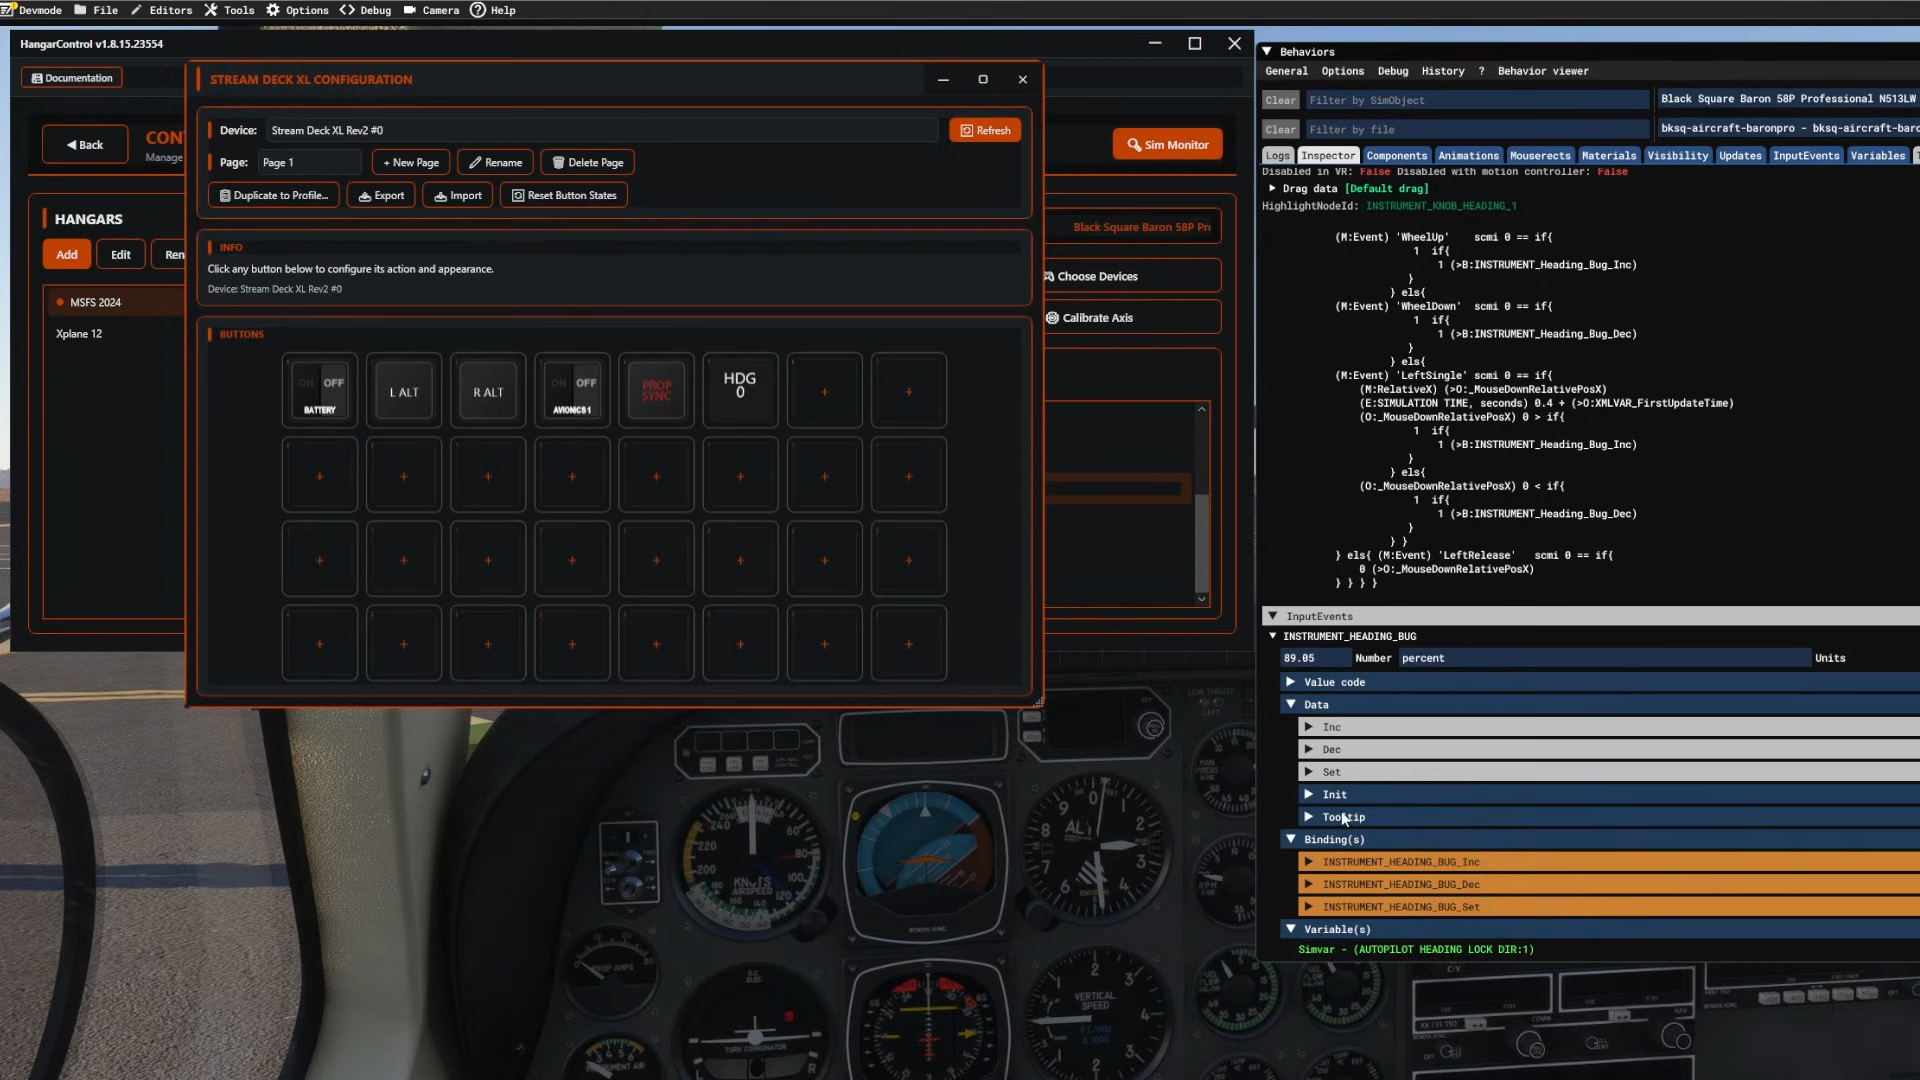 Devmode File Editors Tools Options Debug Camera Help
HangarControl v1.8.15.23554
Documentation
Back
Manage
Sim Monitor
HANGARS
Add Edit
MSFS 2024
Xplane 12
Choose Devices
Calibrate Axis
STREAM DECK XL CONFIGURATION
Device: Stream Deck XL Rev2 #0 Refresh
Page: Page 1 + New Page Rename Delete Page
Duplicate to Profile... Export Import Reset Button States
INFO
Click any button below to configure its action and appearance.
Device: Stream Deck XL Rev2 #0
BUTTONS
ON OFF
BATTERY
L ALT
R ALT
ON OFF
AVIONICS 1
PROP
SYNC
HDG
0
Behaviors
General Options Debug History ? Behavior viewer
Clear Filter by SimObject Black Square Baron 58P Professional N513LW
Clear Filter by file bksq-aircraft-baronpro - bksq-aircraft-baro
Logs Inspector Components Animations Mouserects Materials Visibility Updates InputEvents Variables
Disabled in VR: False Disabled with motion controller: False
Drag data [Default drag]
HighlightNodeId: INSTRUMENT_KNOB_HEADING_1
(M:Event) 'WheelUp' scmi 0 == if{
1 if{
1 (>B:INSTRUMENT_Heading_Bug_Inc)
}
} els{
(M:Event) 'WheelDown' scmi 0 == if{
1 if{
1 (>B:INSTRUMENT_Heading_Bug_Dec)
}
} els{
(M:Event) 'LeftSingle' scmi 0 == if{
(M:RelativeX) (>O:_MouseDownRelativePosX)
(E:SIMULATION TIME, seconds) 0.4 + (>O:XMLVAR_FirstUpdateTime)
(O:_MouseDownRelativePosX) 0 > if{
1 if{
1 (>B:INSTRUMENT_Heading_Bug_Inc)
}
} els{
(O:_MouseDownRelativePosX) 0 < if{
1 if{
1 (>B:INSTRUMENT_Heading_Bug_Dec)
}
} }
} els{ (M:Event) 'LeftRelease' scmi 0 == if{
0 (>O:_MouseDownRelativePosX)
} } } }
InputEvents
INSTRUMENT_HEADING_BUG
89.05 Number percent Units
Value code
Data
Inc
Dec
Set
Init
Tooltip
Binding(s)
INSTRUMENT_HEADING_BUG_Inc
INSTRUMENT_HEADING_BUG_Dec
INSTRUMENT_HEADING_BUG_Set
Variable(s)
Simvar - (AUTOPILOT HEADING LOCK DIR:1)
KNOTS
AIRSPEED
ALT
VERTICAL
SPEED
TURN COORDINATOR
D.C.
ELEC
COMM
NAV